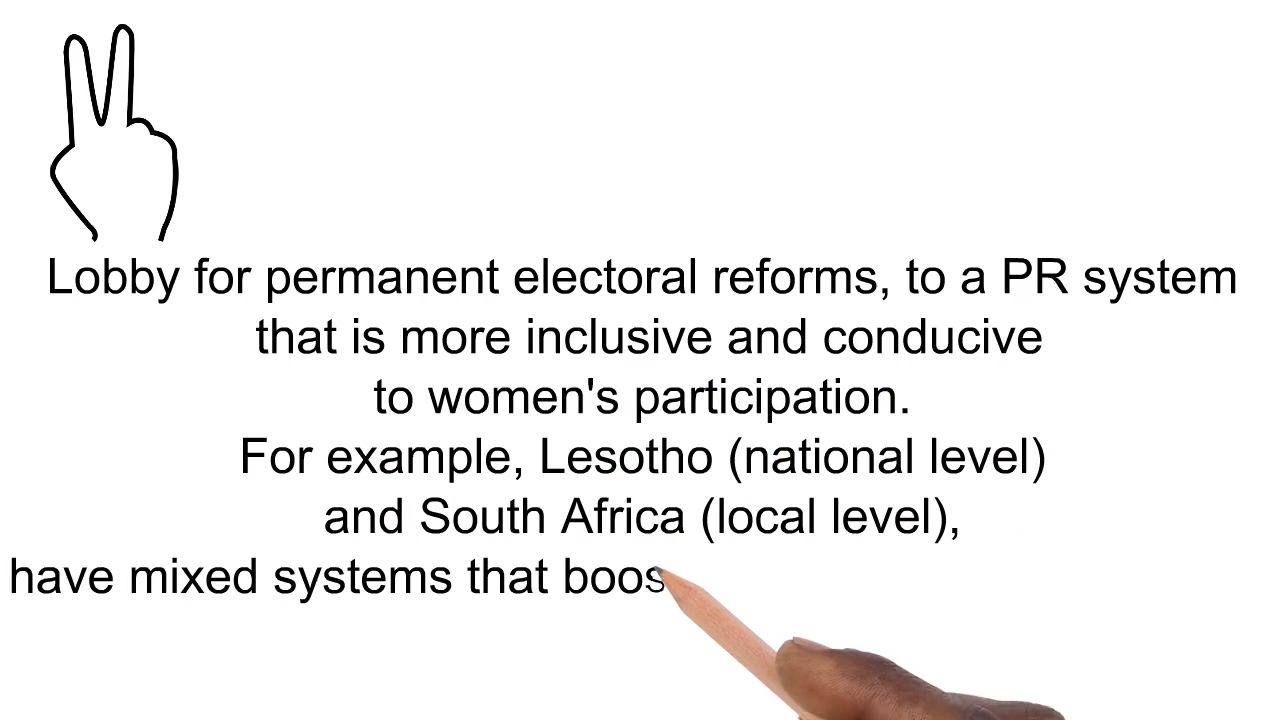 Lobby for permanent electoral reforms, to a PR system
that is more inclusive and conducive
to women's participation.
For example, Lesotho (national level)
and South Africa (local level),
have mixed systems that boos